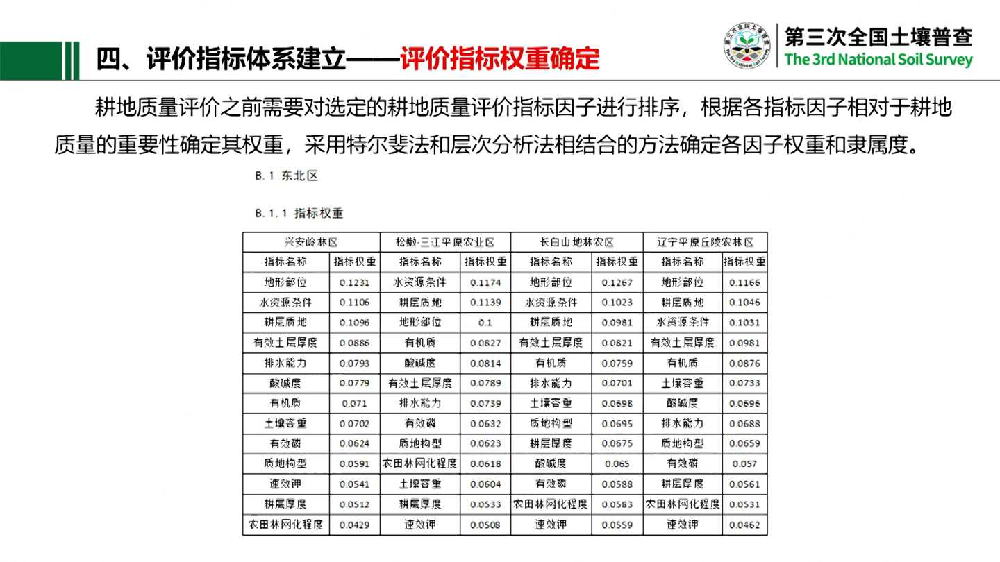 四、评价指标体系建立——评价指标权重确定
第三次全国土壤普查
The 3rd National Soil Survey
耕地质量评价之前需要对选定的耕地质量评价指标因子进行排序，根据各指标因子相对于耕地
质量的重要性确定其权重，采用特尔斐法和层次分析法相结合的方法确定各因子权重和隶属度。
B.1 东北区
B.1.1 指标权重
兴安岭林区 松嫩-三江平原农业区 长白山地林农区 辽宁平原丘陵农林区
指标名称 指标权重 指标名称 指标权重 指标名称 指标权重 指标名称 指标权重
地形部位 0.1231 水资源条件 0.1174 地形部位 0.1267 地形部位 0.1166
水资源条件 0.1106 耕层质地 0.1139 水资源条件 0.1023 耕层质地 0.1046
耕层质地 0.1096 地形部位 0.1 耕层质地 0.0981 水资源条件 0.1031
有效土层厚度 0.0886 有机质 0.0827 有效土层厚度 0.0821 有效土层厚度 0.0981
排水能力 0.0793 酸碱度 0.0814 有机质 0.0759 有机质 0.0876
酸碱度 0.0779 有效土层厚度 0.0789 排水能力 0.0701 土壤容重 0.0733
有机质 0.071 排水能力 0.0739 土壤容重 0.0698 酸碱度 0.0696
土壤容重 0.0702 有效磷 0.0632 质地构型 0.0695 排水能力 0.0688
有效磷 0.0624 质地构型 0.0623 耕层厚度 0.0675 质地构型 0.0659
质地构型 0.0591 农田林网化程度 0.0618 酸碱度 0.065 有效磷 0.057
速效钾 0.0541 土壤容重 0.0604 有效磷 0.0588 耕层厚度 0.0561
耕层厚度 0.0512 耕层厚度 0.0533 农田林网化程度 0.0583 农田林网化程度 0.0531
农田林网化程度 0.0429 速效钾 0.0508 速效钾 0.0559 速效钾 0.0462